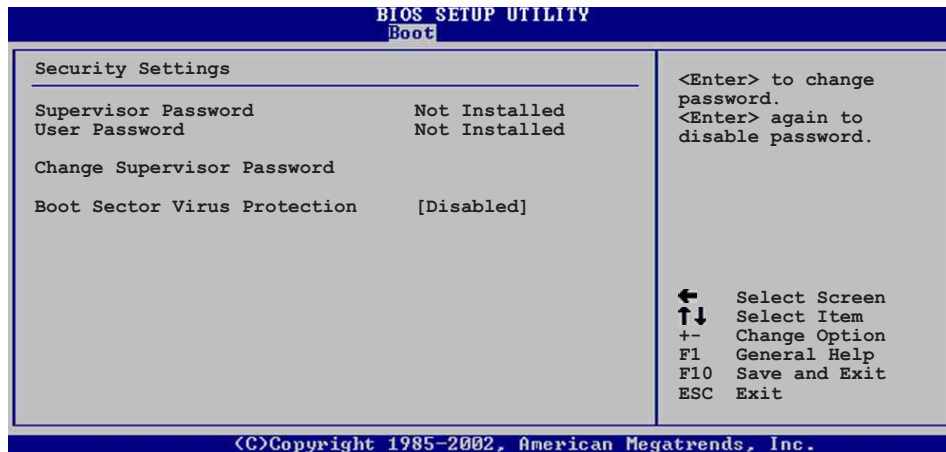 BIOS SETUP UTILITY
Boot
Security Settings
Supervisor Password Not Installed
User Password Not Installed
Change Supervisor Password
Boot Sector Virus Protection [Disabled]
<Enter> to change
password.
<Enter> again to
disable password.
← Select Screen
↑↓ Select Item
+- Change Option
F1 General Help
F10 Save and Exit
ESC Exit
(C)Copyright 1985-2002, American Megatrends, Inc.